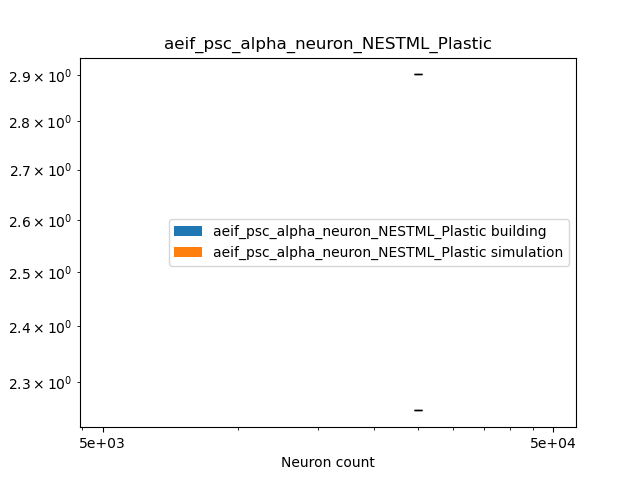 aeif_psc_alpha_neuron_NESTML_Plastic
2.9 × 10⁰
2.8 × 10⁰
2.7 × 10⁰
2.6 × 10⁰
2.5 × 10⁰
2.4 × 10⁰
2.3 × 10⁰
aeif_psc_alpha_neuron_NESTML_Plastic building
aeif_psc_alpha_neuron_NESTML_Plastic simulation
5e+03 5e+04
Neuron count